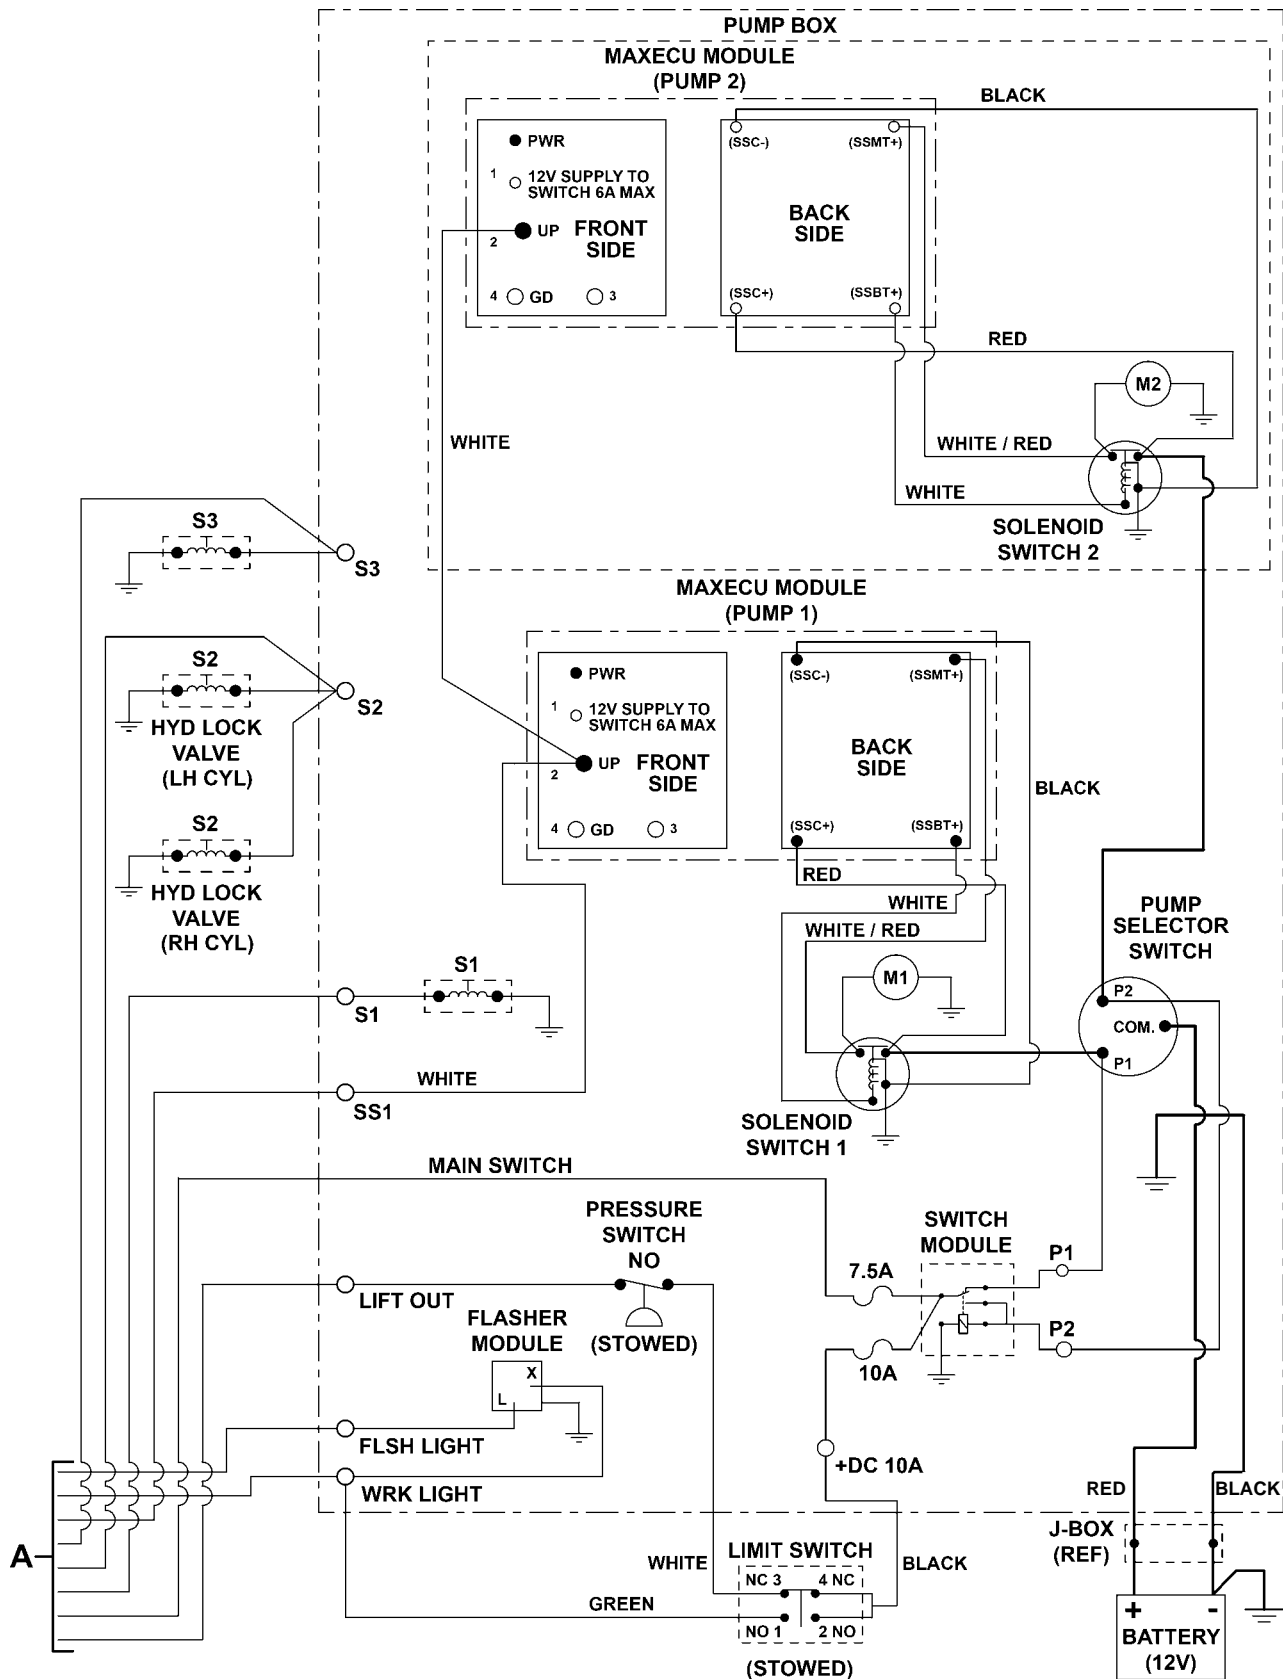 PUMP BOX
MAXECU MODULE
(PUMP 2)
BLACK
PWR
1
12V SUPPLY TO
SWITCH 6A MAX
UP
2
FRONT
SIDE
4
GD
3
(SSC-)
(SSMT+)
BACK
SIDE
(SSC+)
(SSBT+)
RED
M2
WHITE
WHITE / RED
WHITE
SOLENOID
SWITCH 2
S3
S3
MAXECU MODULE
(PUMP 1)
S2
S2
HYD LOCK
VALVE
(LH CYL)
PWR
1
12V SUPPLY TO
SWITCH 6A MAX
UP
2
FRONT
SIDE
4
GD
3
(SSC-)
(SSMT+)
BACK
SIDE
(SSC+)
(SSBT+)
BLACK
S2
HYD LOCK
VALVE
(RH CYL)
RED
WHITE
WHITE / RED
PUMP
SELECTOR
SWITCH
S1
S1
M1
P2
COM.
P1
WHITE
SS1
SOLENOID
SWITCH 1
MAIN SWITCH
PRESSURE
SWITCH
NO
(STOWED)
SWITCH
MODULE
7.5A
P1
LIFT OUT
FLASHER
MODULE
X
L
P2
10A
FLSH LIGHT
+DC 10A
WRK LIGHT
RED
BLACK
J-BOX
(REF)
A
WHITE
LIMIT SWITCH
BLACK
NC 3
4 NC
GREEN
NO 1
2 NO
(STOWED)
+
-
BATTERY
(12V)